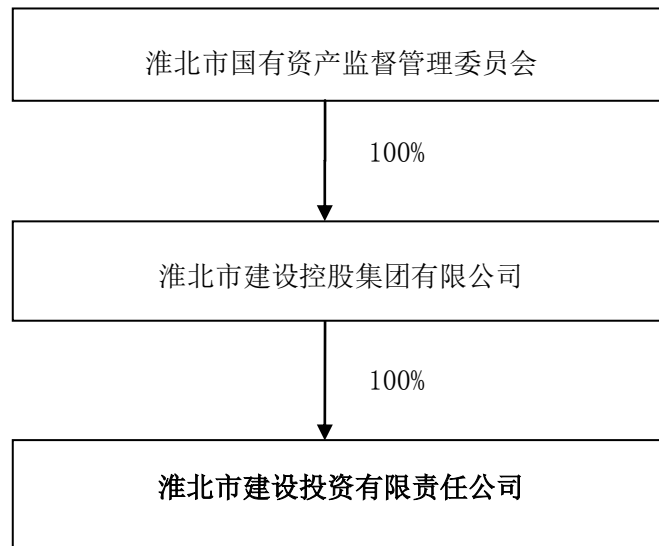 淮北市国有资产监督管理委员会
100%
淮北市建设控股集团有限公司
100%
淮北市建设投资有限责任公司